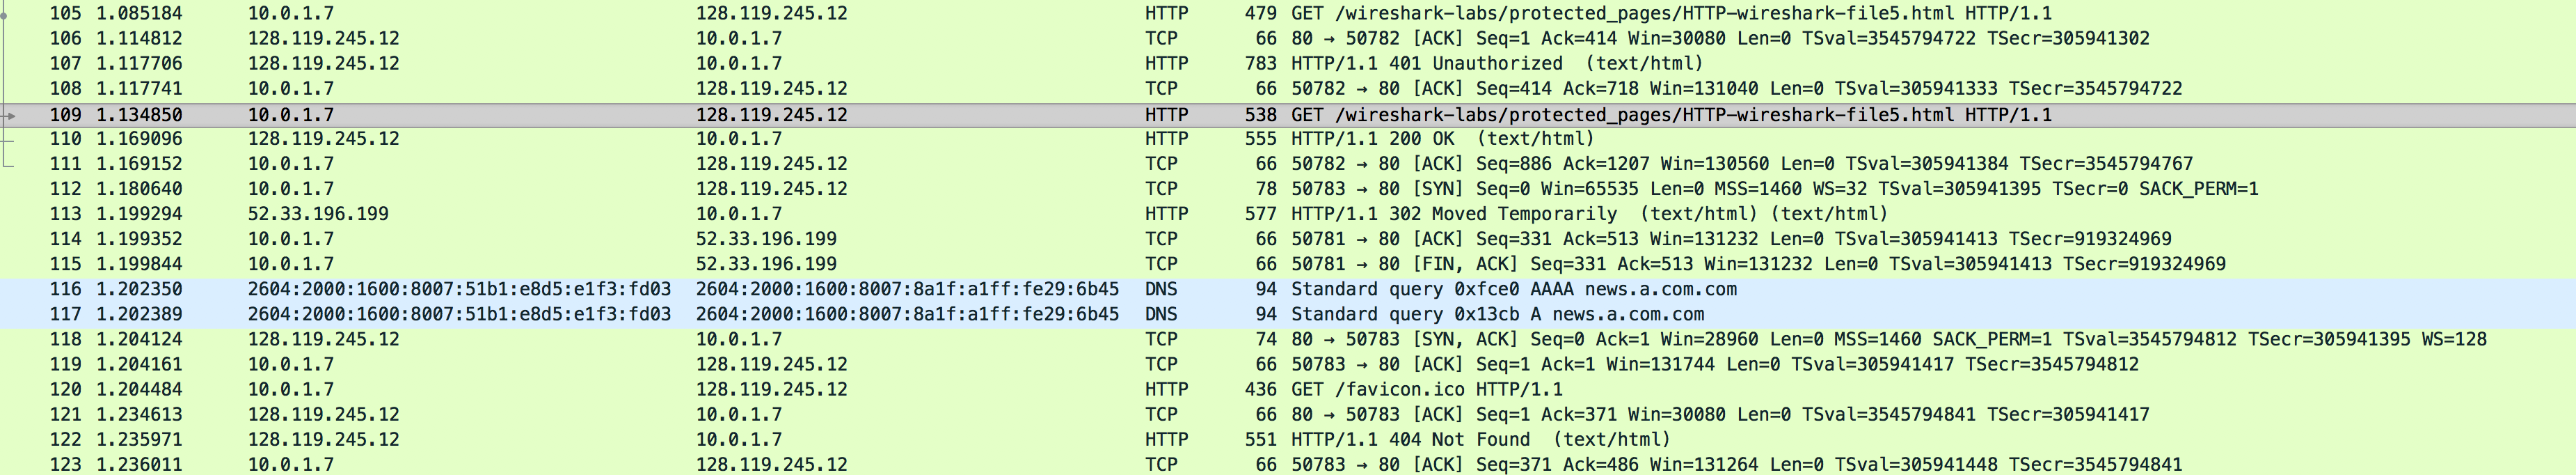 105 1.085184 10.0.1.7 128.119.245.12 HTTP 479 GET /wireshark-labs/protected_pages/HTTP-wireshark-file5.html HTTP/1.1
106 1.114812 128.119.245.12 10.0.1.7 TCP 66 80 → 50782 [ACK] Seq=1 Ack=414 Win=30080 Len=0 TSval=3545794722 TSecr=305941302
107 1.117706 128.119.245.12 10.0.1.7 HTTP 783 HTTP/1.1 401 Unauthorized (text/html)
108 1.117741 10.0.1.7 128.119.245.12 TCP 66 50782 → 80 [ACK] Seq=414 Ack=718 Win=131040 Len=0 TSval=305941333 TSecr=3545794722
109 1.134850 10.0.1.7 128.119.245.12 HTTP 538 GET /wireshark-labs/protected_pages/HTTP-wireshark-file5.html HTTP/1.1
110 1.169096 128.119.245.12 10.0.1.7 HTTP 555 HTTP/1.1 200 OK (text/html)
111 1.169152 10.0.1.7 128.119.245.12 TCP 66 50782 → 80 [ACK] Seq=886 Ack=1207 Win=130560 Len=0 TSval=305941384 TSecr=3545794767
112 1.180640 10.0.1.7 128.119.245.12 TCP 78 50783 → 80 [SYN] Seq=0 Win=65535 Len=0 MSS=1460 WS=32 TSval=305941395 TSecr=0 SACK_PERM=1
113 1.199294 52.33.196.199 10.0.1.7 HTTP 577 HTTP/1.1 302 Moved Temporarily (text/html) (text/html)
114 1.199352 10.0.1.7 52.33.196.199 TCP 66 50781 → 80 [ACK] Seq=331 Ack=513 Win=131232 Len=0 TSval=305941413 TSecr=919324969
115 1.199844 10.0.1.7 52.33.196.199 TCP 66 50781 → 80 [FIN, ACK] Seq=331 Ack=513 Win=131232 Len=0 TSval=305941413 TSecr=919324969
116 1.202350 2604:2000:1600:8007:51b1:e8d5:e1f3:fd03 2604:2000:1600:8007:8a1f:a1ff:fe29:6b45 DNS 94 Standard query 0xfce0 AAAA news.a.com.com
117 1.202389 2604:2000:1600:8007:51b1:e8d5:e1f3:fd03 2604:2000:1600:8007:8a1f:a1ff:fe29:6b45 DNS 94 Standard query 0x13cb A news.a.com.com
118 1.204124 128.119.245.12 10.0.1.7 TCP 74 80 → 50783 [SYN, ACK] Seq=0 Ack=1 Win=28960 Len=0 MSS=1460 SACK_PERM=1 TSval=3545794812 TSecr=305941395 WS=128
119 1.204161 10.0.1.7 128.119.245.12 TCP 66 50783 → 80 [ACK] Seq=1 Ack=1 Win=131744 Len=0 TSval=305941417 TSecr=3545794812
120 1.204484 10.0.1.7 128.119.245.12 HTTP 436 GET /favicon.ico HTTP/1.1
121 1.234613 128.119.245.12 10.0.1.7 TCP 66 80 → 50783 [ACK] Seq=1 Ack=371 Win=30080 Len=0 TSval=3545794841 TSecr=305941417
122 1.235971 128.119.245.12 10.0.1.7 HTTP 551 HTTP/1.1 404 Not Found (text/html)
123 1.236011 10.0.1.7 128.119.245.12 TCP 66 50783 → 80 [ACK] Seq=371 Ack=486 Win=131264 Len=0 TSval=305941448 TSecr=3545794841